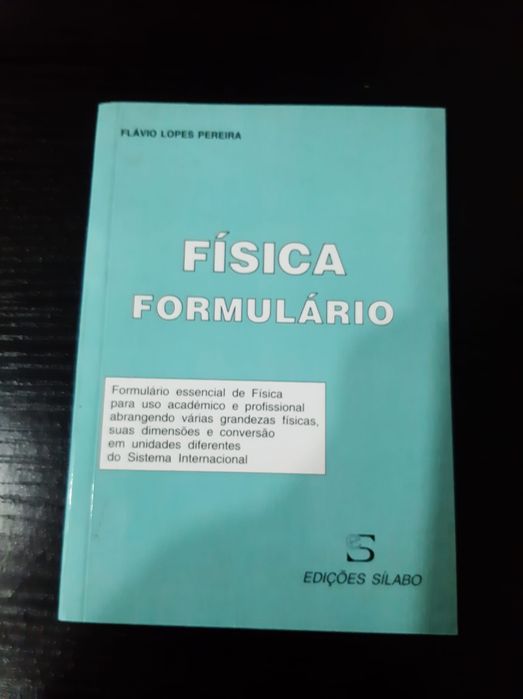 FLÁVIO LOPES PEREIRA
FÍSICA
FORMULÁRIO
Formulário essencial de Física
para uso académico e profissional
abrangendo várias grandezas físicas,
suas dimensões e conversão
em unidades diferentes
do Sistema Internacional
eS
EDIÇÕES SÍLABO